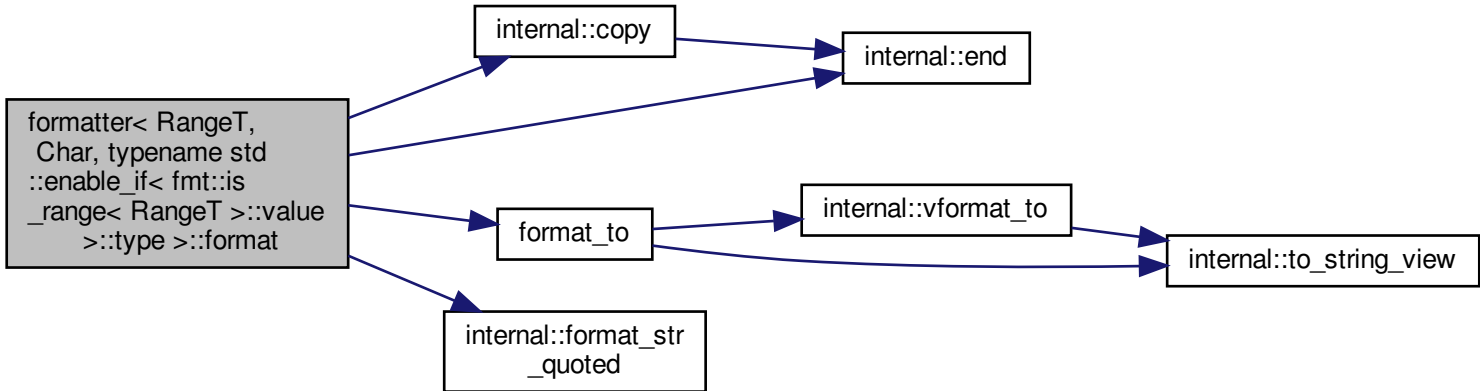 formatter< RangeT,
Char, typename std
::enable_if< fmt::is
_range< RangeT >::value
>::type >::format
internal::copy
internal::end
format_to
internal::vformat_to
internal::to_string_view
internal::format_str
_quoted